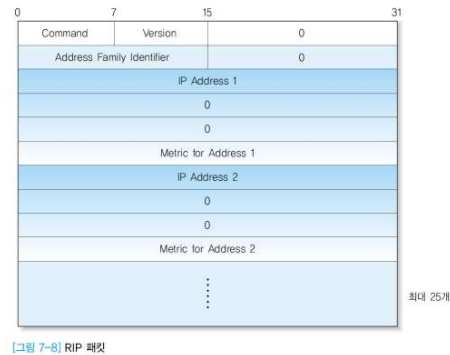 0 7 15 31
Command Version 0
Address Family Identifier 0
IP Address 1
0
0
Metric for Address 1
IP Address 2
0
0
Metric for Address 2
최대 25개
[그림 7-8] RIP 패킷